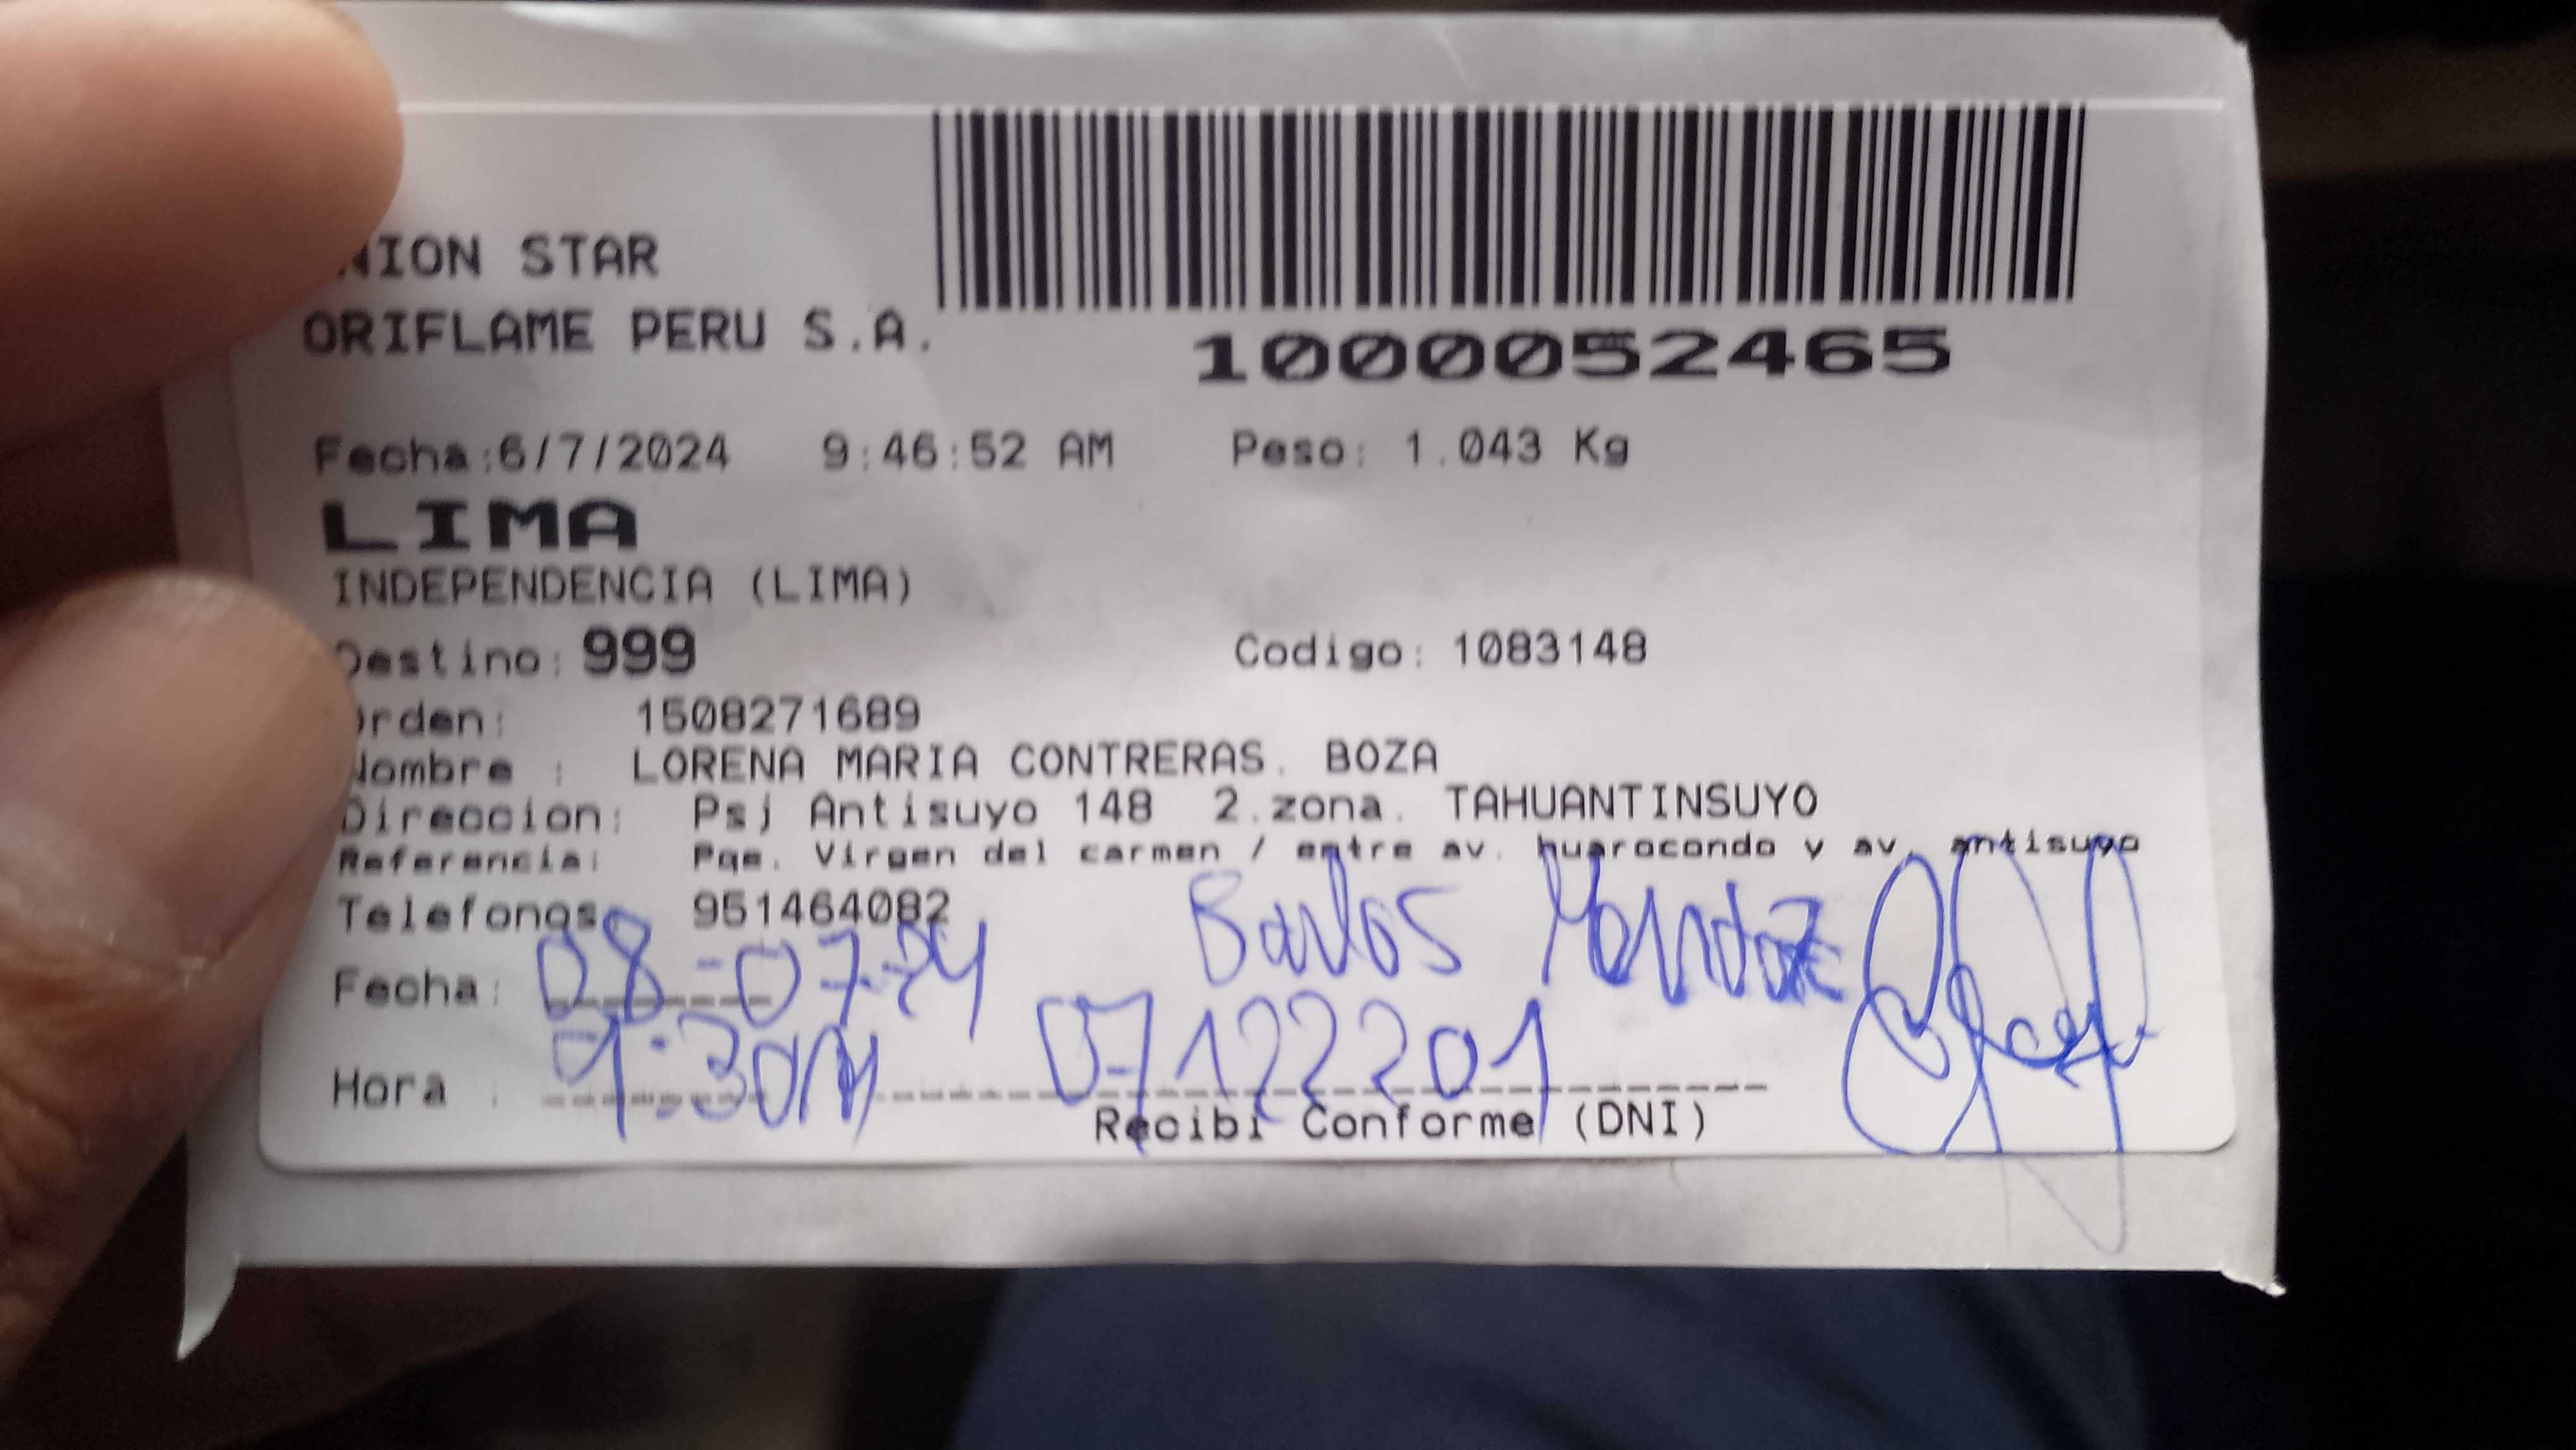 NION STAR
ORIFLAME PERU S.A.
1000052465
Fecha:6/7/2024 9:46:52 AM Peso: 1.043 Kg
LIMA
INDEPENDENCIA (LIMA)
Destino: 999 Codigo: 1083148
Orden: 1508271689
Nombre : LORENA MARIA CONTRERAS. BOZA
Direccion: Psj Antisuyo 148 2.zona. TAHUANTINSUYO
Referencia: Pqe. Virgen del carmen / entre av. huarocondo y av. antisuyo
Telefonos 951464082
Fecha: 08-07-24
Hora : 9:30 07122201
Recibi Conforme (DNI)